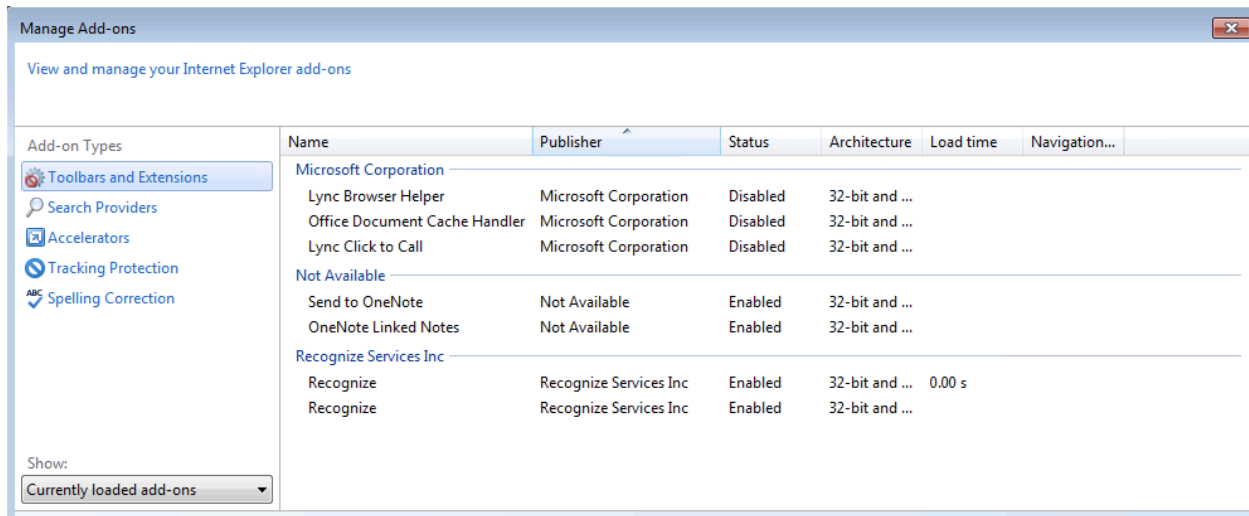 Manage Add-ons
View and manage your Internet Explorer add-ons
Add-on Types
Toolbars and Extensions
Search Providers
Accelerators
ABC Tracking Protection
Spelling Correction
Show:
Currently loaded add-ons
Name Publisher Status Architecture Load time Navigation...
Microsoft Corporation
Lync Browser Helper Microsoft Corporation Disabled 32-bit and ...
Office Document Cache Handler Microsoft Corporation Disabled 32-bit and ...
Lync Click to Call Microsoft Corporation Disabled 32-bit and ...
Not Available
Send to OneNote Not Available Enabled 32-bit and ...
OneNote Linked Notes Not Available Enabled 32-bit and ...
Recognize Services Inc
Recognize Recognize Services Inc Enabled 32-bit and ... 0.00 s
Recognize Recognize Services Inc Enabled 32-bit and ...